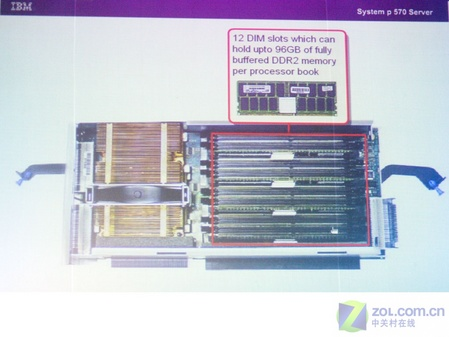 IBM
System p 570 Server
12 DIM slots which can
hold upto 96GB of fully
buffered DDR2 memory
per processor book
ZOL.COM.CN
中关村在线